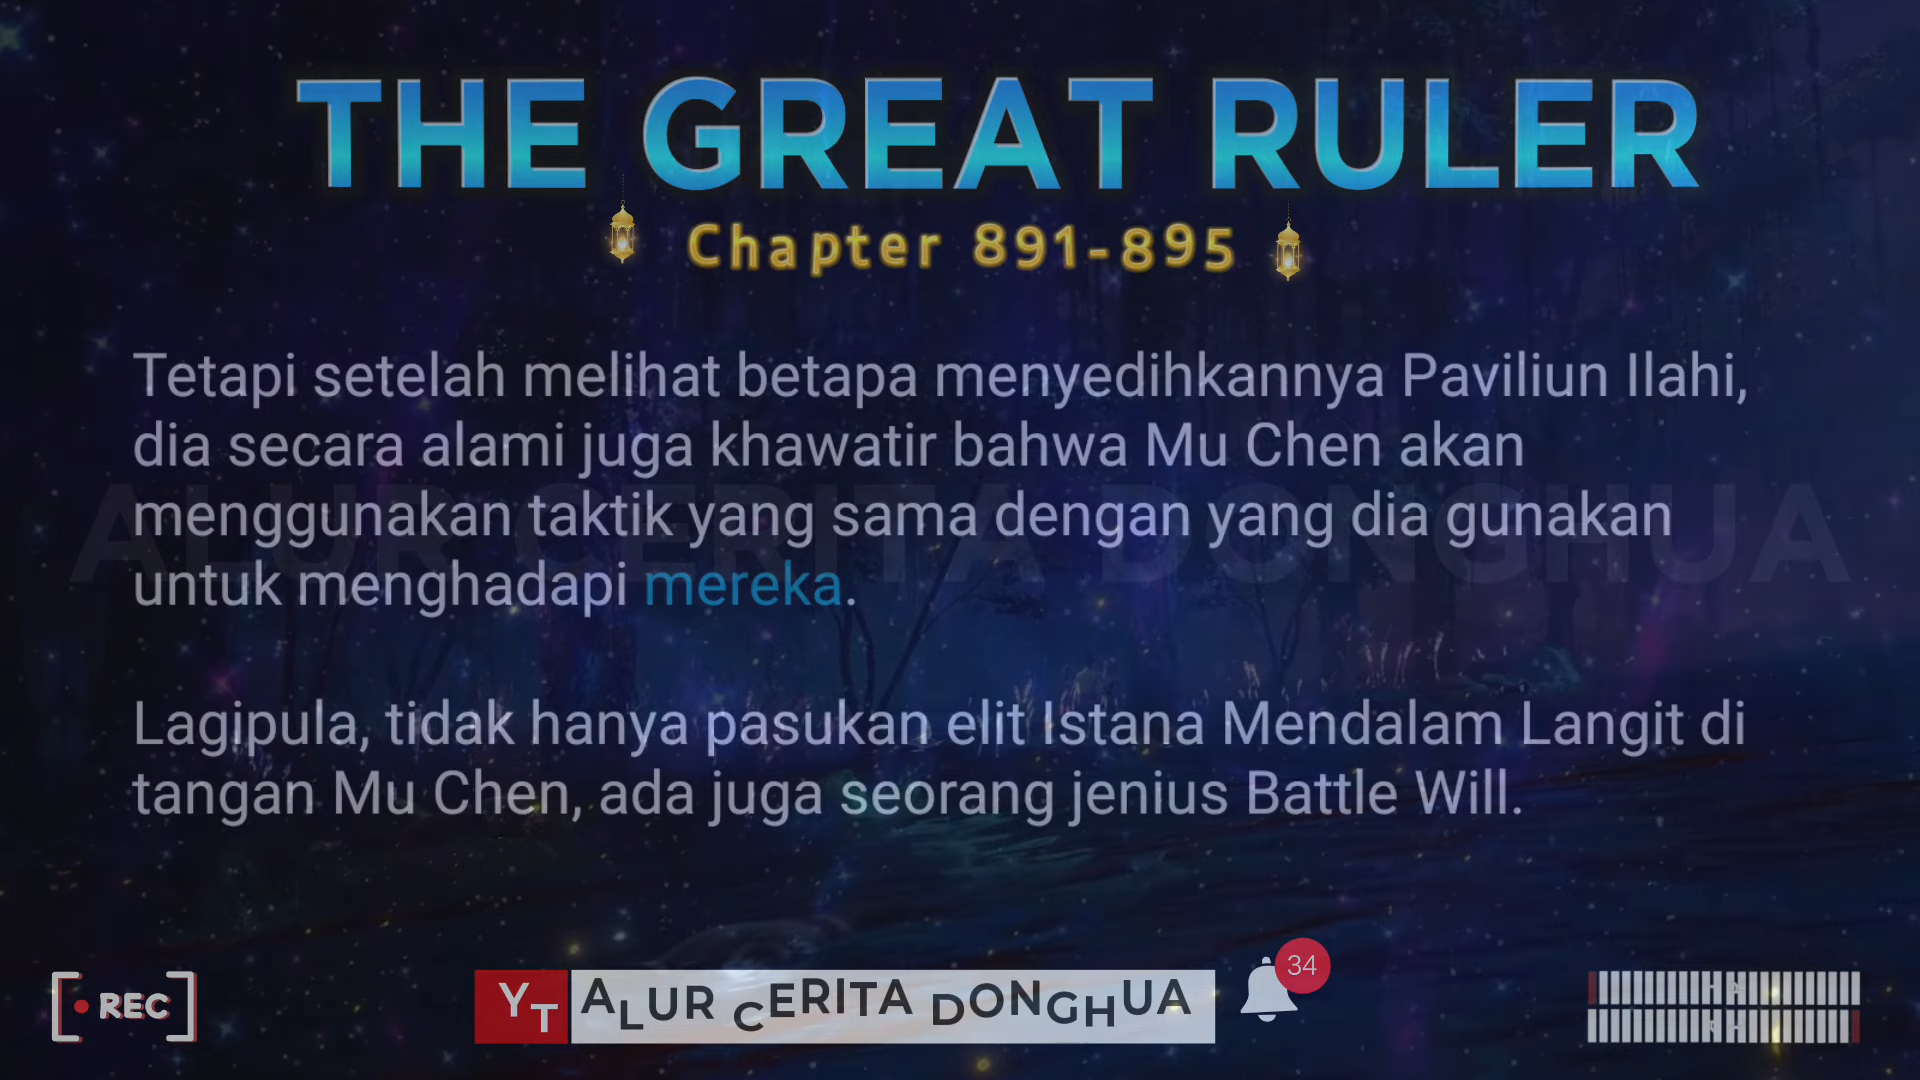 THE GREAT RULER
Chapter 891-895
Tetapi setelah melihat betapa menyedihkannya Paviliun Ilahi,
dia secara alami juga khawatir bahwa Mu Chen akan
menggunakan taktik yang sama dengan yang dia gunakan
untuk menghadapi mereka.
ALUR CERITA DONGHUA
Lagipula, tidak hanya pasukan elit Istana Mendalam Langit di
tangan Mu Chen, ada juga seorang jenius Battle Will.
REC
YT ALUR CERITA DONGHUA
34